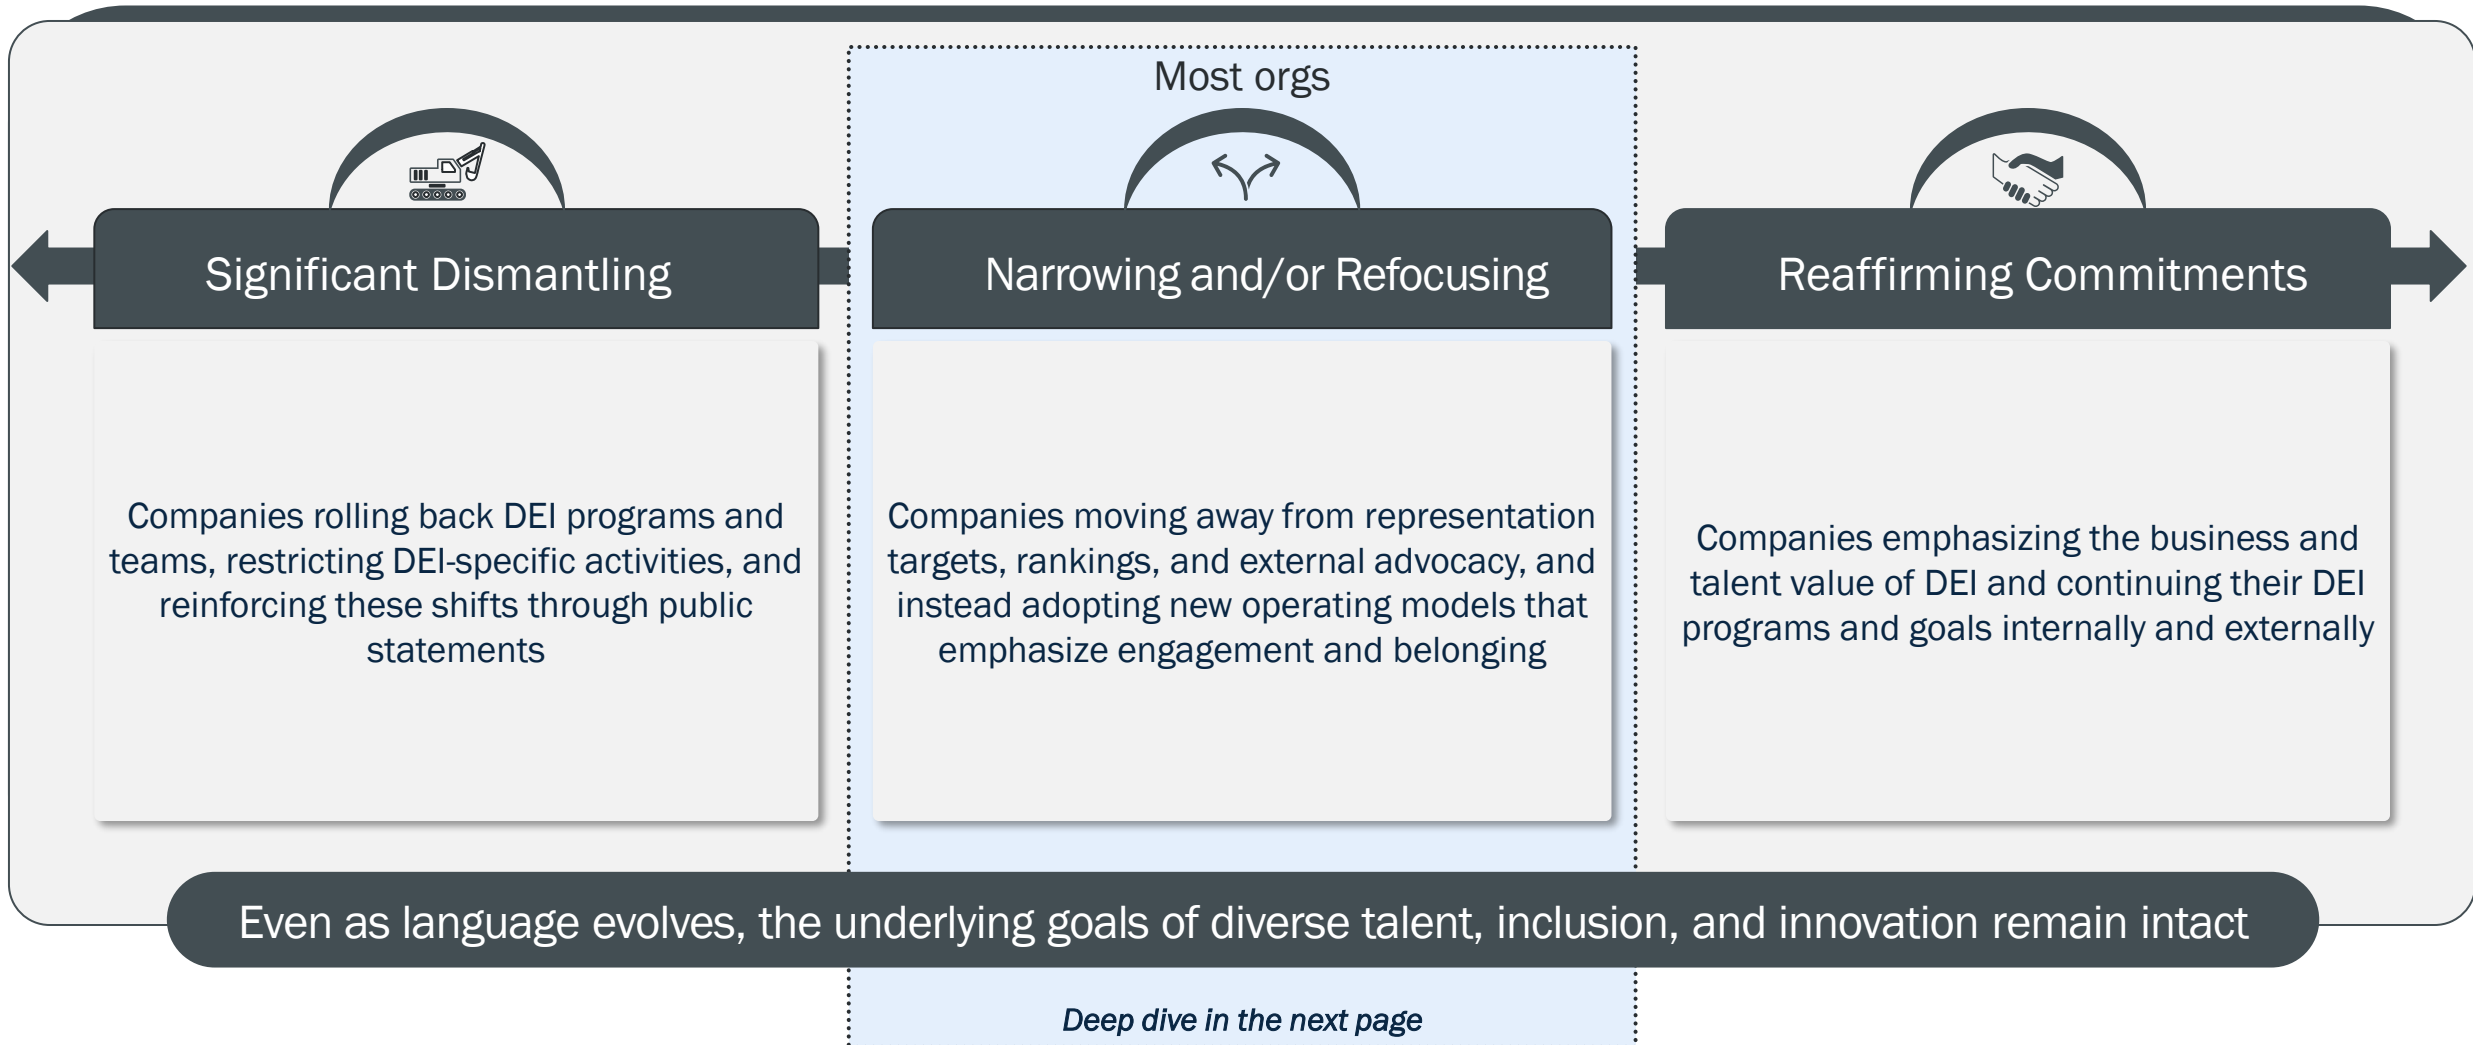 Most orgs
Significant Dismantling
Narrowing and/or Refocusing
Reaffirming Commitments
Companies rolling back DEI programs and
teams, restricting DEI-specific activities, and
reinforcing these shifts through public
statements
Companies moving away from representation
targets, rankings, and external advocacy, and
instead adopting new operating models that
emphasize engagement and belonging
Companies emphasizing the business and
talent value of DEI and continuing their DEI
programs and goals internally and externally
Even as language evolves, the underlying goals of diverse talent, inclusion, and innovation remain intact
Deep dive in the next page